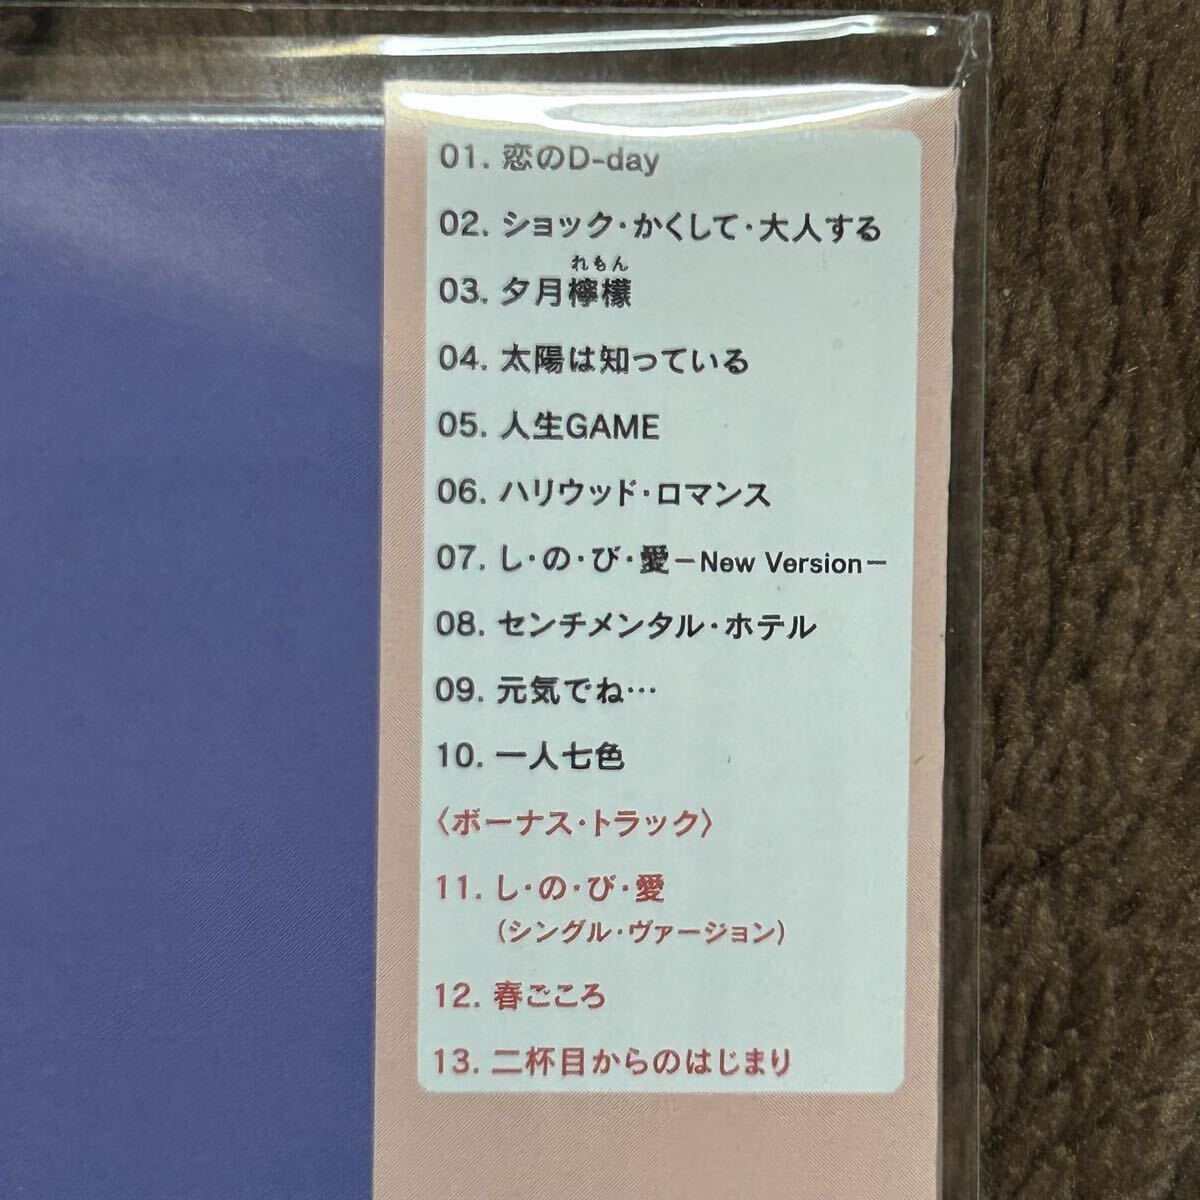 01. 恋のD-day
02. ショック・かくして・大人する
れもん
03. 夕月檸檬
04. 太陽は知っている
05. 人生GAME
06. ハリウッド・ロマンス
07. し・の・び・愛－New Version－
08. センチメンタル・ホテル
09. 元気でね…
10. 一人七色
〈ボーナス・トラック〉
11. し・の・び・愛
(シングル・ヴァージョン)
12. 春ごころ
13. 二杯目からのはじまり